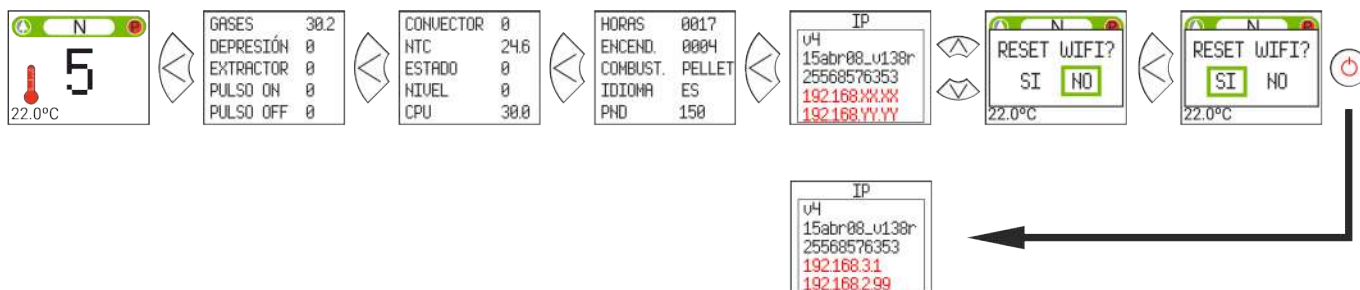 N P
5
22.0ºC
GASES 30.2
DEPRESIÓN 0
EXTRACTOR 0
PULSO ON 0
PULSO OFF 0
CONVECTOR 0
NTC 24.6
ESTADO 0
NIVEL 0
CPU 30.0
HORAS 0017
ENCEND. 0004
COMBUST. PELLET
IDIOMA ES
PND 150
IP
v4
15abr08_v138r
25568576353
192.168.XX.XX
192.168.YY.YY
N P
RESET WIFI?
SI NO
22.0ºC
N P
RESET WIFI?
SI NO
22.0ºC
IP
v4
15abr08_v138r
25568576353
192.168.3.1
192.168.2.99